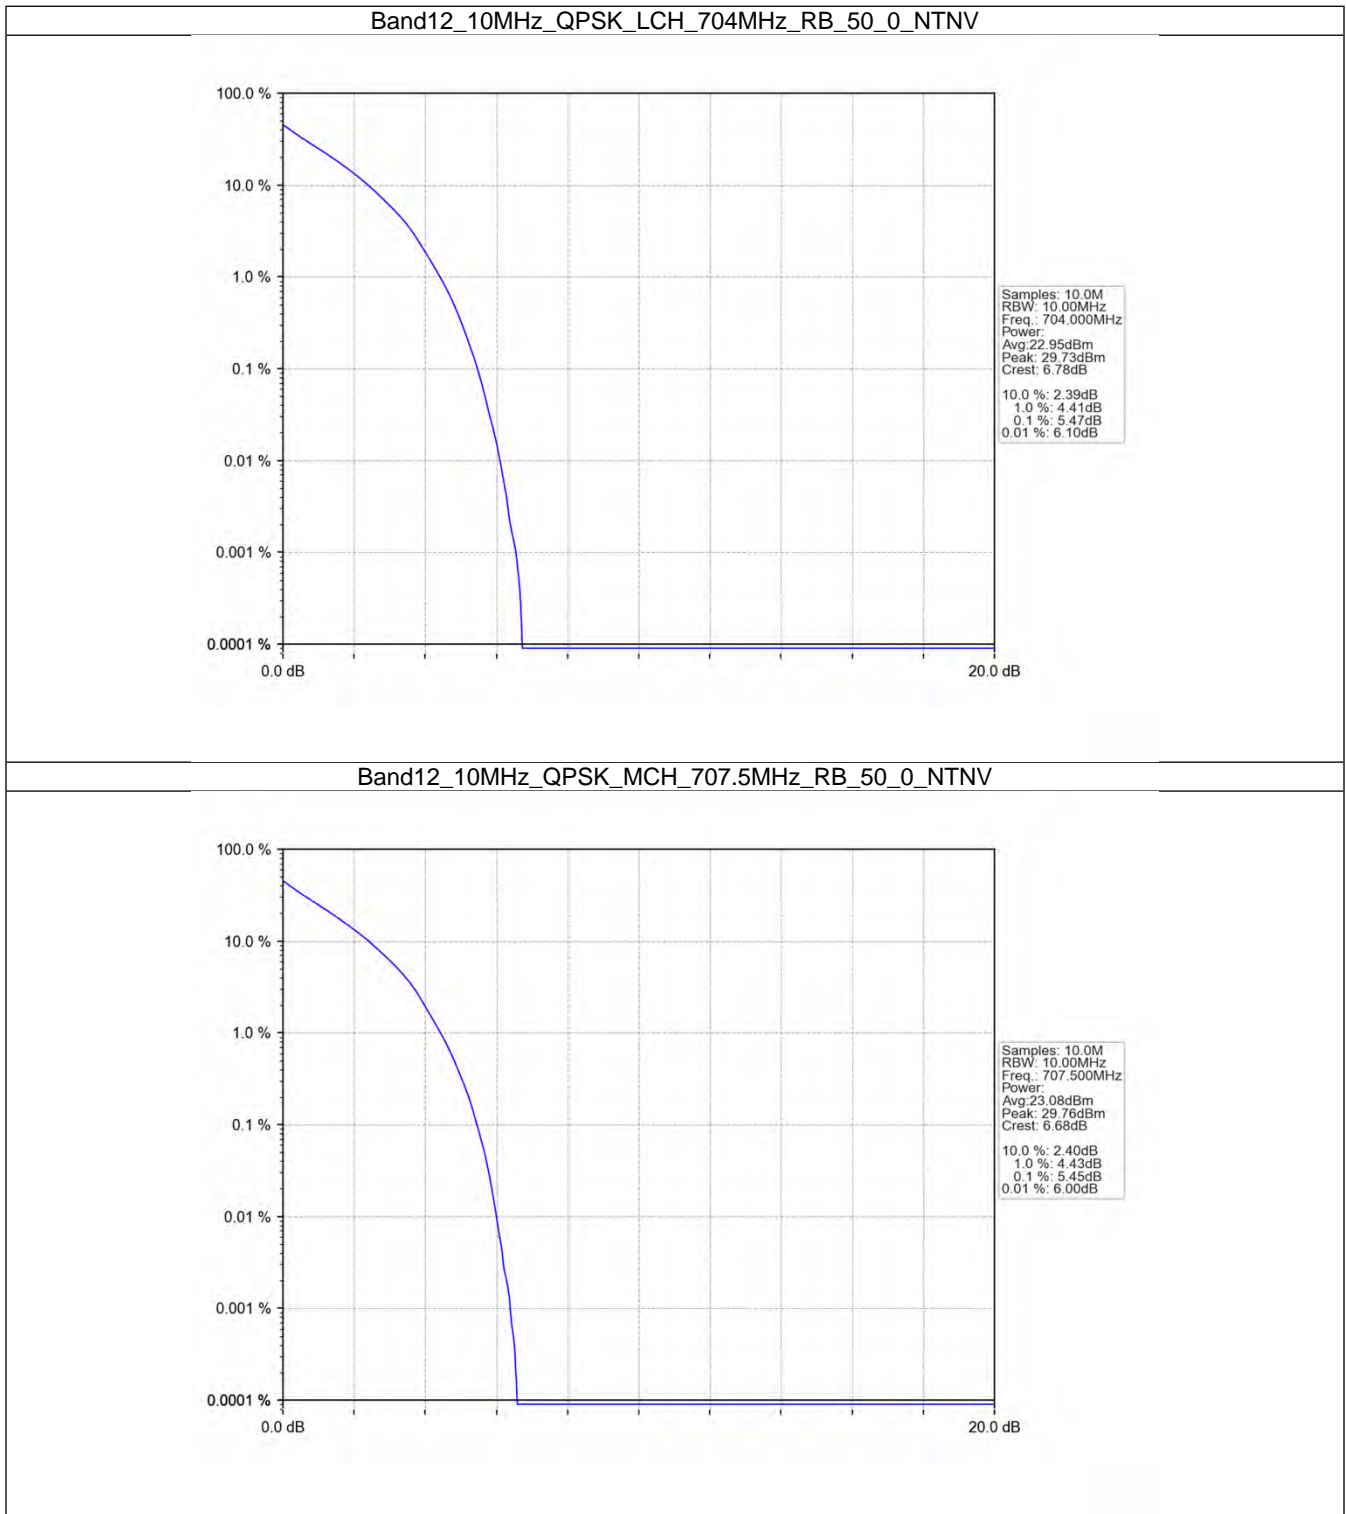 Band12_10MHz_QPSK_LCH_704MHz_RB_50_0_NTNV
100.0 %
10.0 %
1.0 %
0.1 %
0.01 %
0.001 %
0.0001 %
0.0 dB
20.0 dB
Samples: 10.0M
RBW: 10.00MHz
Freq.: 704.000MHz
Power:
Avg:22.95dBm
Peak: 29.73dBm
Crest: 6.78dB
10.0 %: 2.39dB
1.0 %: 4.41dB
0.1 %: 5.47dB
0.01 %: 6.10dB
Band12_10MHz_QPSK_MCH_707.5MHz_RB_50_0_NTNV
100.0 %
10.0 %
1.0 %
0.1 %
0.01 %
0.001 %
0.0001 %
0.0 dB
20.0 dB
Samples: 10.0M
RBW: 10.00MHz
Freq.: 707.500MHz
Power:
Avg:23.08dBm
Peak: 29.76dBm
Crest: 6.68dB
10.0 %: 2.40dB
1.0 %: 4.43dB
0.1 %: 5.45dB
0.01 %: 6.00dB